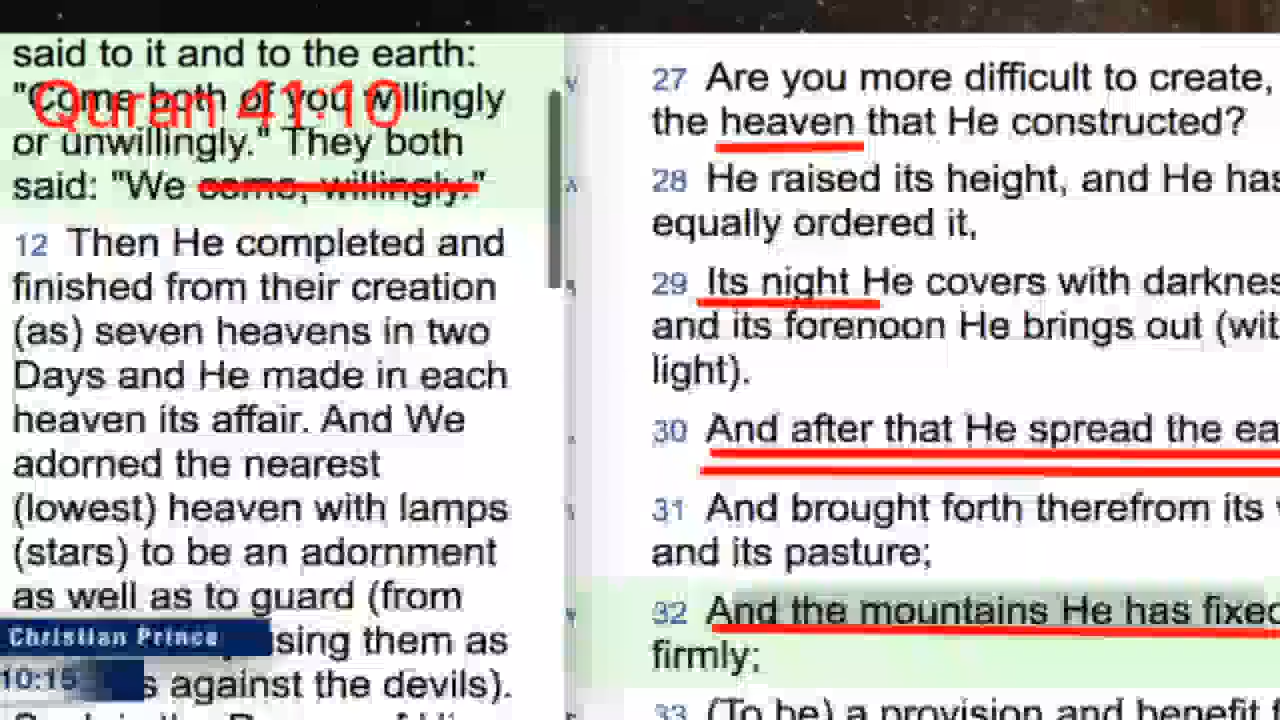 said to it and to the earth:
"Come both of you willingly
Quran 41:10
or unwillingly." They both
said: "We come, willingly."
12 Then He completed and
finished from their creation
(as) seven heavens in two
Days and He made in each
heaven its affair. And We
adorned the nearest
(lowest) heaven with lamps
(stars) to be an adornment
as well as to guard (from
Christian Prince
sing them as
10:15
s against the devils).
27 Are you more difficult to create,
the heaven that He constructed?
28 He raised its height, and He has
equally ordered it,
29 Its night He covers with darknes
and its forenoon He brings out (wit
light).
30 And after that He spread the ea
31 And brought forth therefrom its
and its pasture;
32 And the mountains He has fixed
firmly;
33 (To be) a provision and benefit